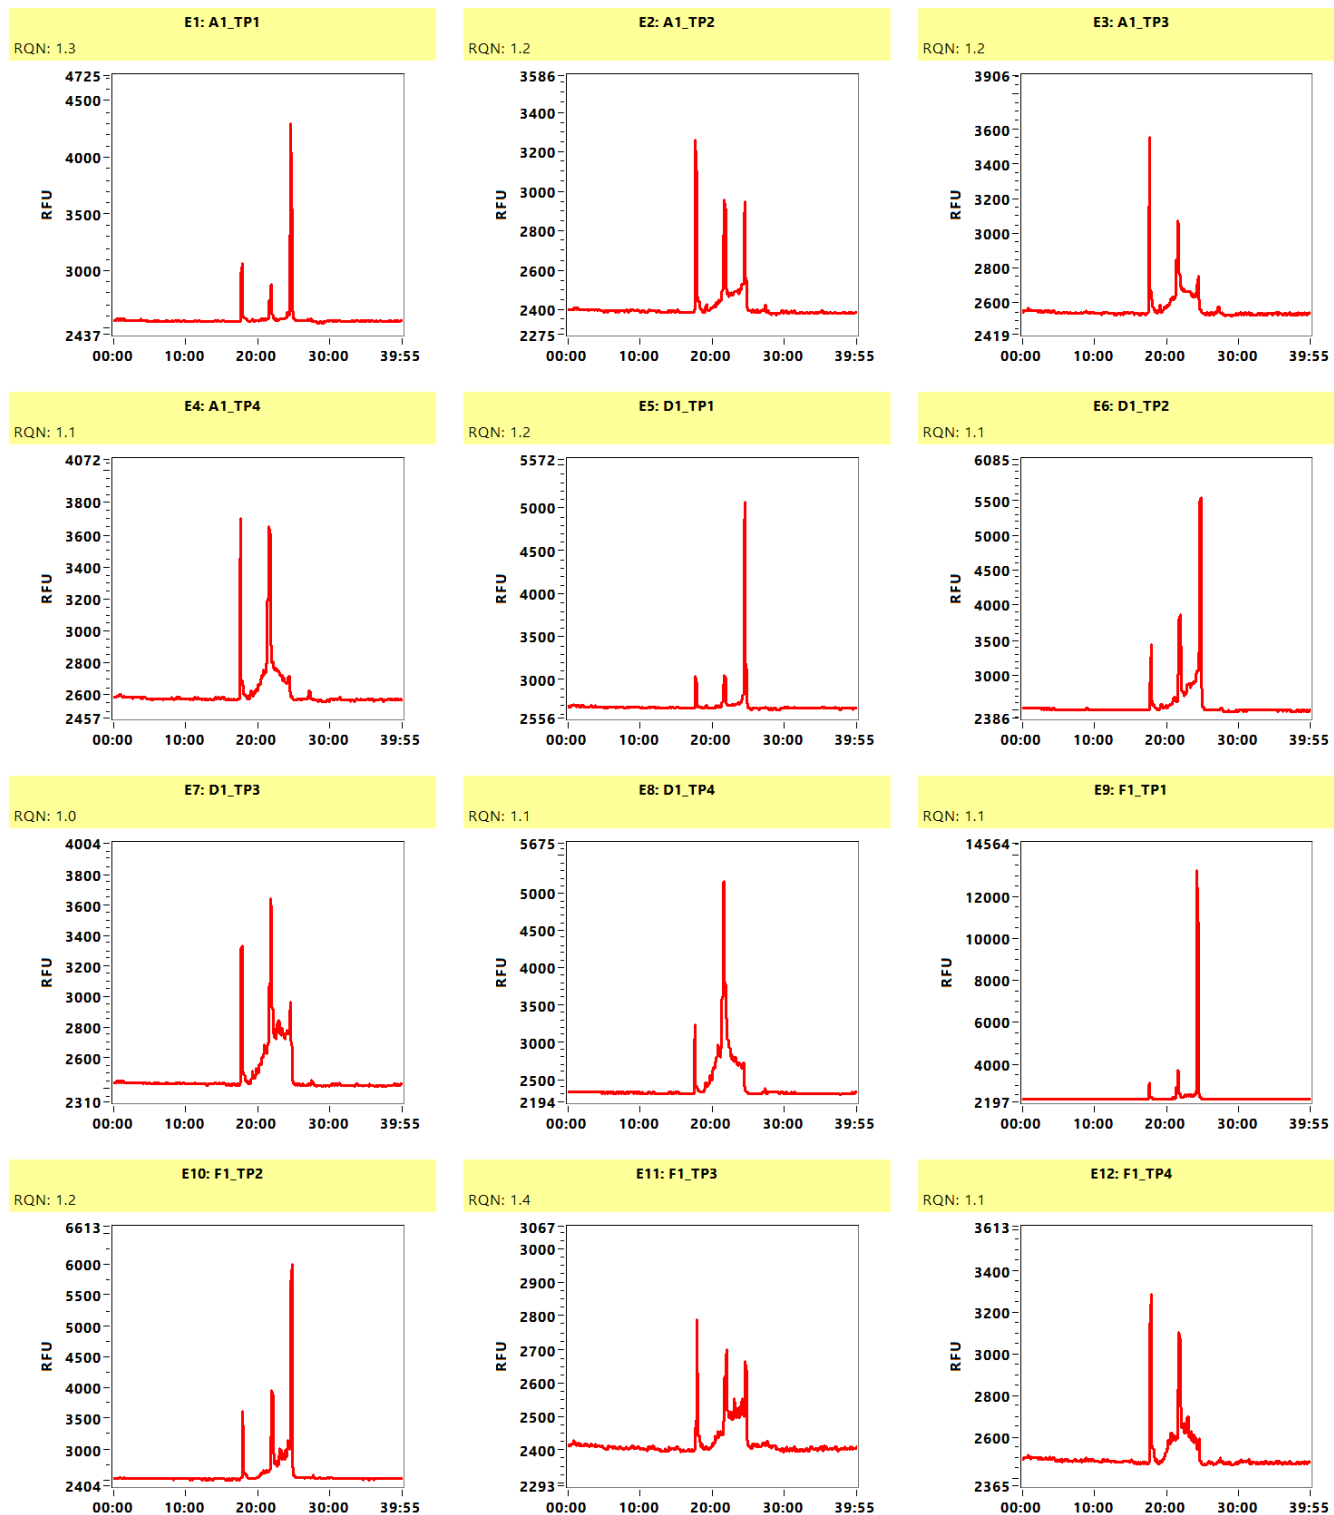 E1: A1_TP1
RQN: 1.3
4725
4500
4000
3500
3000
2437
RFU
00:00 10:00 20:00 30:00 39:55
E2: A1_TP2
RQN: 1.2
3586
3400
3200
3000
2800
2600
2400
2275
RFU
00:00 10:00 20:00 30:00 39:55
E3: A1_TP3
RQN: 1.2
3906
3600
3400
3200
3000
2800
2600
2419
RFU
00:00 10:00 20:00 30:00 39:55
E4: A1_TP4
RQN: 1.1
4072
3800
3600
3400
3200
3000
2800
2600
2457
RFU
00:00 10:00 20:00 30:00 39:55
E5: D1_TP1
RQN: 1.2
5572
5000
4500
4000
3500
3000
2556
RFU
00:00 10:00 20:00 30:00 39:55
E6: D1_TP2
RQN: 1.1
6085
5500
5000
4500
4000
3500
3000
2386
RFU
00:00 10:00 20:00 30:00 39:55
E7: D1_TP3
RQN: 1.0
4004
3800
3600
3400
3200
3000
2800
2600
2310
RFU
00:00 10:00 20:00 30:00 39:55
E8: D1_TP4
RQN: 1.1
5675
5000
4500
4000
3500
3000
2500
2194
RFU
00:00 10:00 20:00 30:00 39:55
E9: F1_TP1
RQN: 1.1
14564
12000
10000
8000
6000
4000
2197
RFU
00:00 10:00 20:00 30:00 39:55
E10: F1_TP2
RQN: 1.2
6613
6000
5500
5000
4500
4000
3500
3000
2404
RFU
00:00 10:00 20:00 30:00 39:55
E11: F1_TP3
RQN: 1.4
3067
3000
2900
2800
2700
2600
2500
2400
2293
RFU
00:00 10:00 20:00 30:00 39:55
E12: F1_TP4
RQN: 1.1
3613
3400
3200
3000
2800
2600
2365
RFU
00:00 10:00 20:00 30:00 39:55